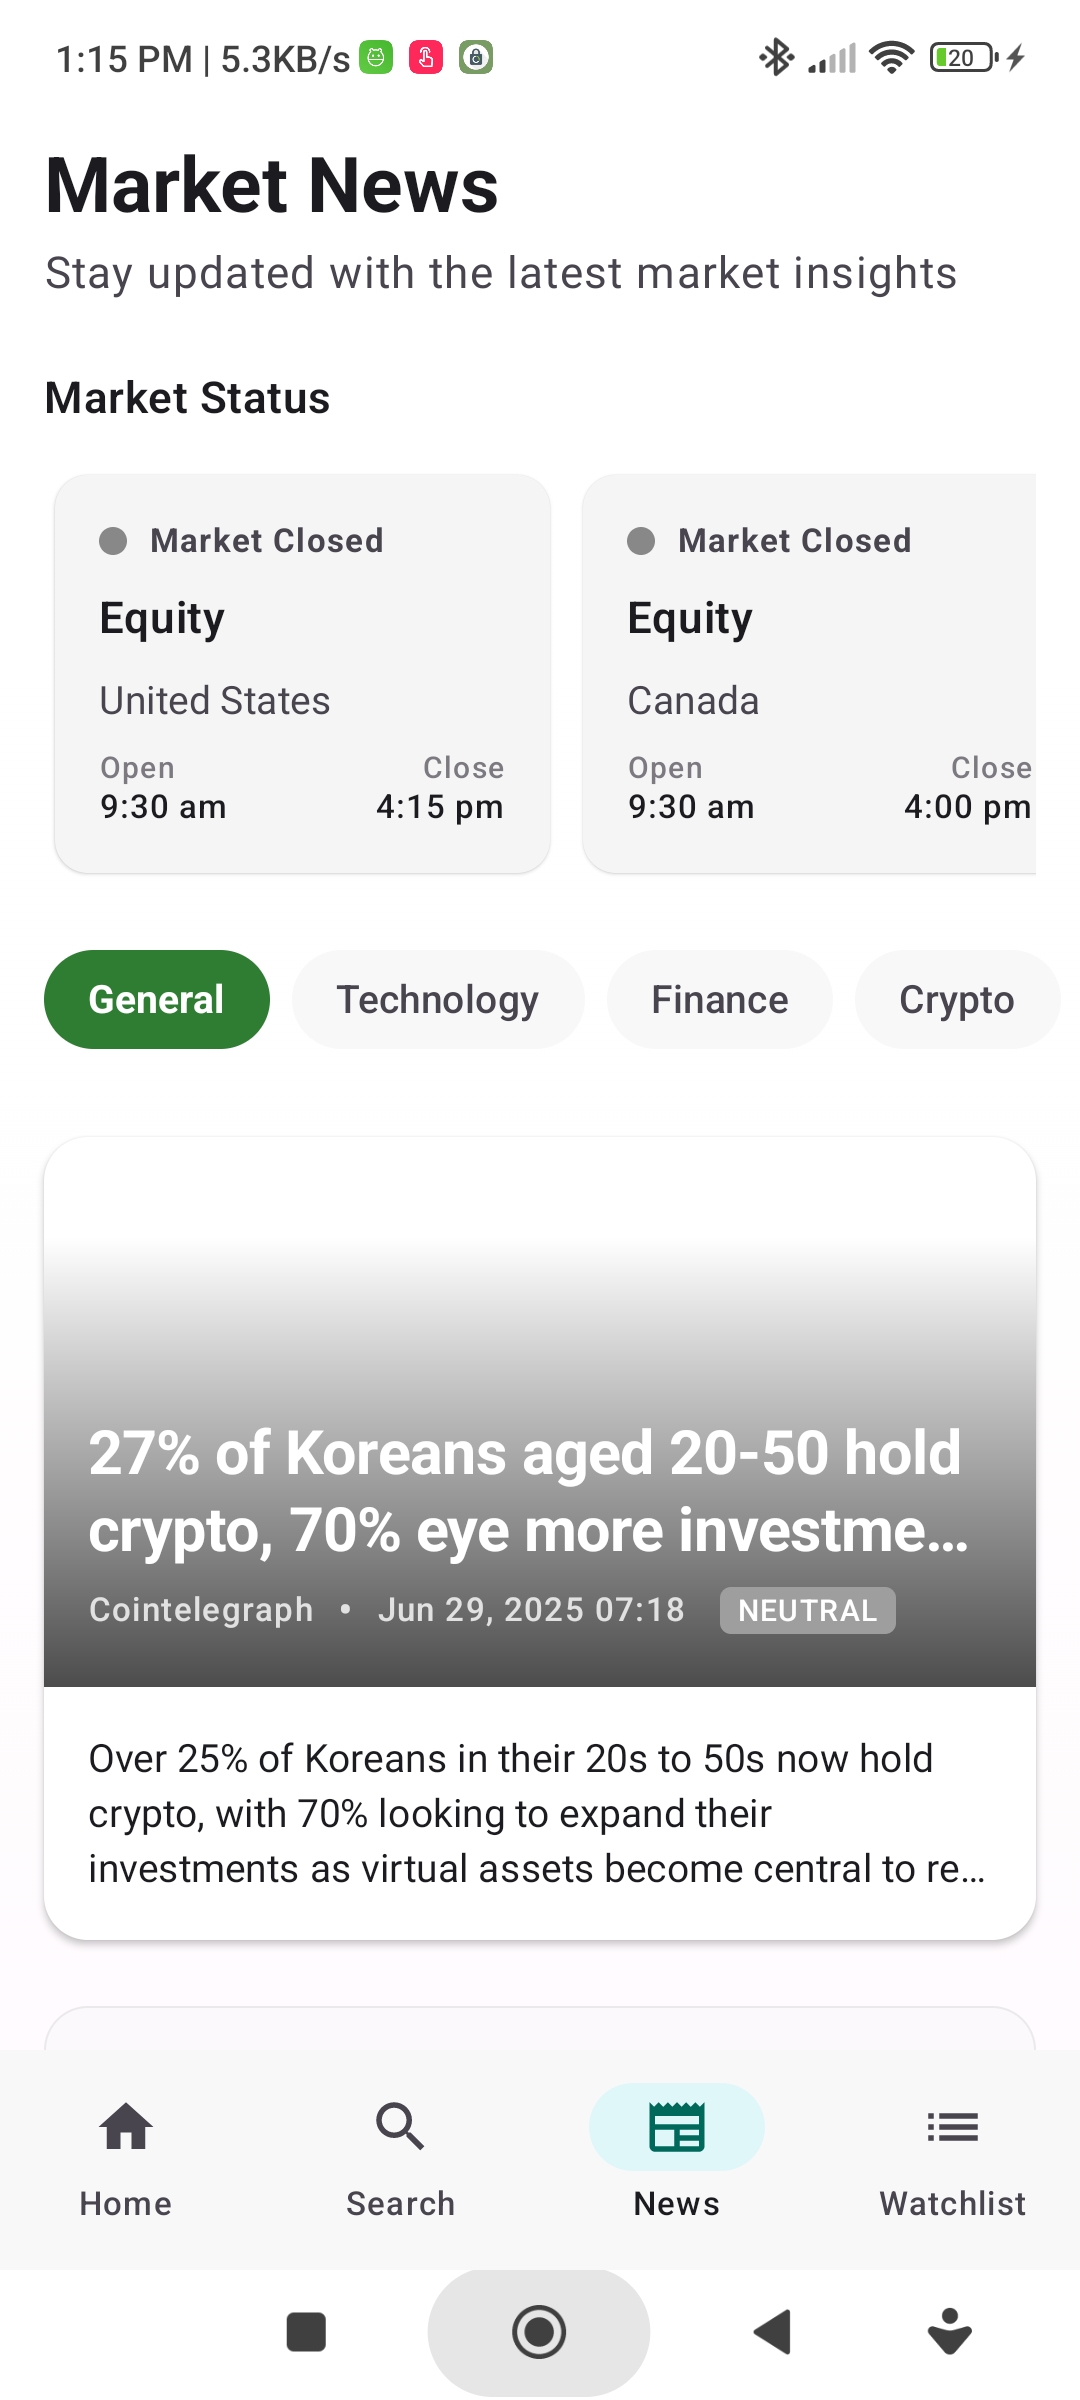 1:15 PM | 5.3KB/s
20
Market News
Stay updated with the latest market insights
Market Status
Market Closed
Equity
United States
Open Close
9:30 am 4:15 pm
Market Closed
Equity
Canada
Open Close
9:30 am 4:00 pm
General Technology Finance Crypto
27% of Koreans aged 20-50 hold
crypto, 70% eye more investme...
Cointelegraph • Jun 29, 2025 07:18 NEUTRAL
Over 25% of Koreans in their 20s to 50s now hold
crypto, with 70% looking to expand their
investments as virtual assets become central to re...
Home Search News Watchlist